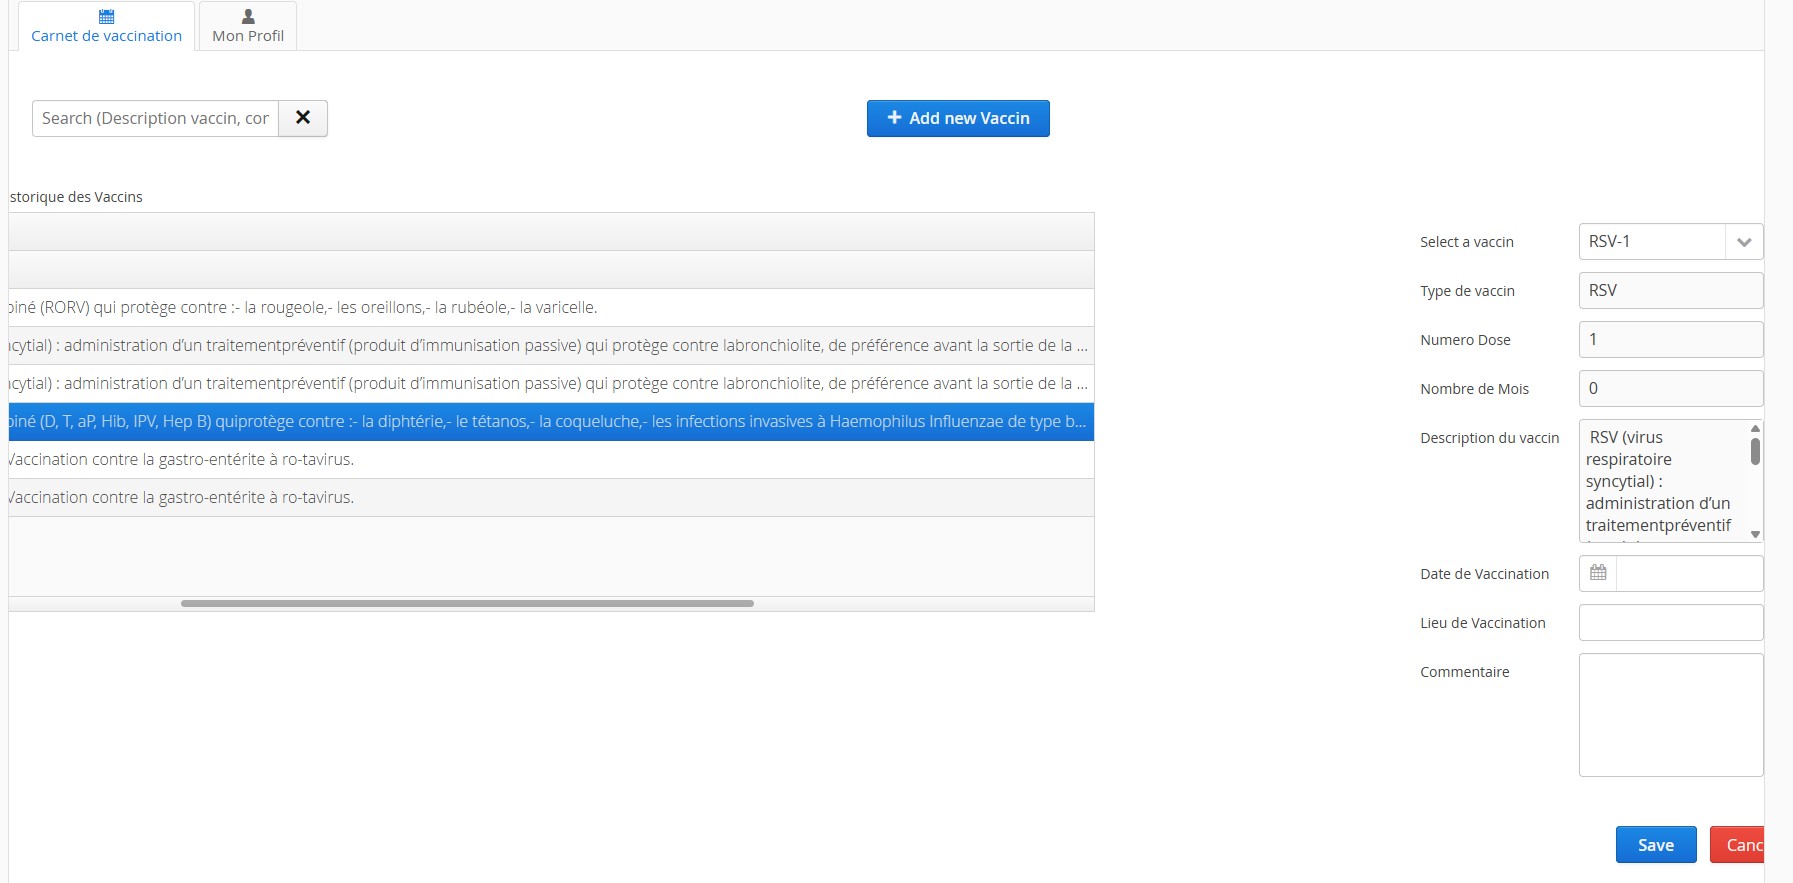 Carnet de vaccination
Mon Profil
Search (Description vaccin, cor
Add new Vaccin
storique des Vaccins
biné (RORV) qui protège contre :- la rougeole,- les oreillons,- la rubéole,- la varicelle.
ncytial) : administration d’un traitementpréventif (produit d’immunisation passive) qui protège contre labronchiolite, de préférence avant la sortie de la ...
ncytial) : administration d’un traitementpréventif (produit d’immunisation passive) qui protège contre labronchiolite, de préférence avant la sortie de la ...
biné (D, T, aP, Hib, IPV, Hep B) quiprotège contre :- la diphtérie,- le tétanos,- la coqueluche,- les infections invasives à Haemophilus Influenzae de type b...
Vaccination contre la gastro-entérite à ro-tavirus.
Vaccination contre la gastro-entérite à ro-tavirus.
Select a vaccin
RSV-1
Type de vaccin
RSV
Numero Dose
1
Nombre de Mois
0
Description du vaccin
RSV (virus
respiratoire
syncytial) :
administration d’un
traitementpréventif
Date de Vaccination
Lieu de Vaccination
Commentaire
Save
Canc